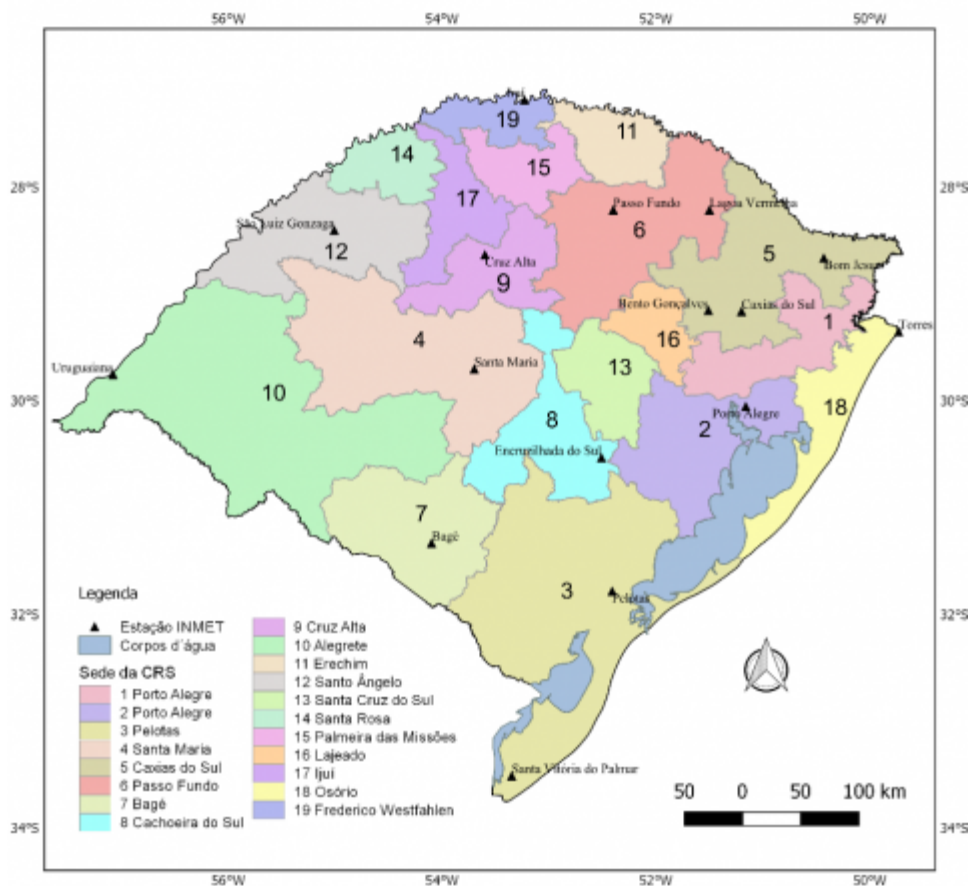 56°W 54°W 52°W 50°W
19
11
14
15
28°S 28°S
17
Passo Fundo Lagoa Vermelha
São Luiz Gonzaga
6
12
5
Cruz Alta
Bom Jesus
9
Bento Gonçalves Caxias do Sul
1
Torres
4
16
Santa Maria
13
Uruguaiana
10
30°S 30°S
18
Porto Alegre
8
2
Encruzilhada do Sul
7
Bagé
3
Pelotas
32°S 32°S
Santa Vitória do Palmar
34°S 34°S
56°W 54°W 52°W 50°W
Legenda
Estação INMET
Corpos d´água
Sede da CRS
1 Porto Alegre
2 Porto Alegre
3 Pelotas
4 Santa Maria
5 Caxias do Sul
6 Passo Fundo
7 Bagé
8 Cachoeira do Sul
9 Cruz Alta
10 Alegrete
11 Erechim
12 Santo Ângelo
13 Santa Cruz do Sul
14 Santa Rosa
15 Palmeira das Missões
16 Lajeado
17 Ijuí
18 Osório
19 Frederico Westfahlen
50 0 50 100 km